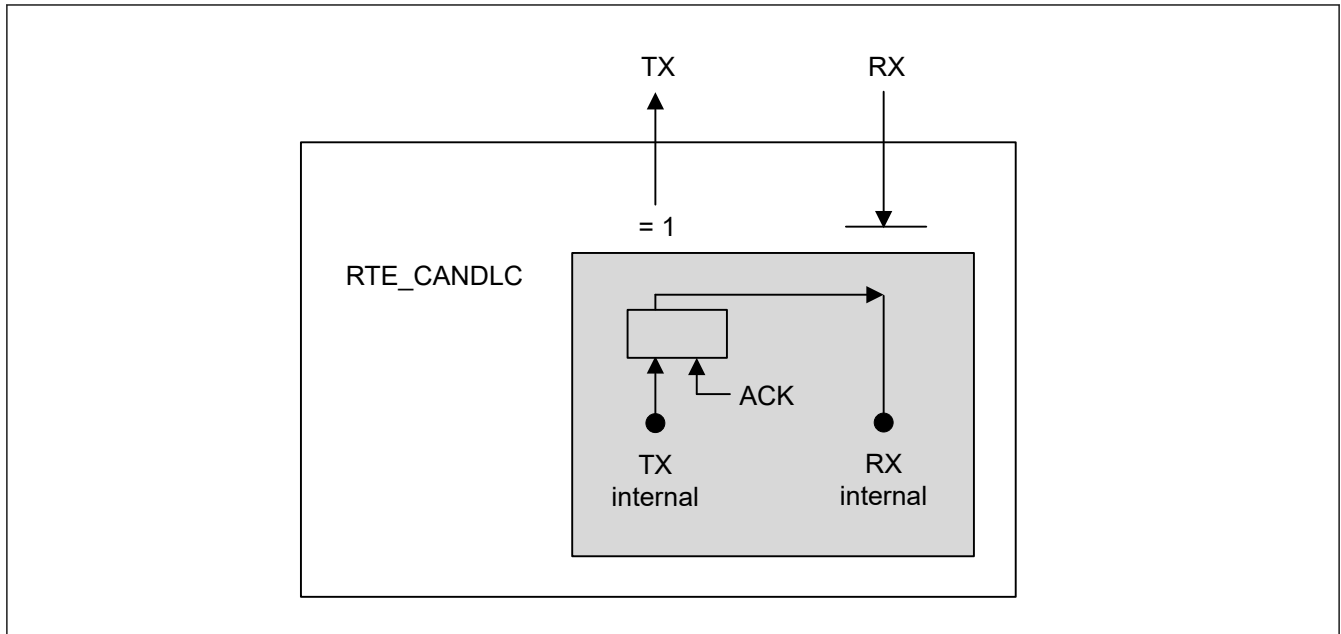 TX
RX
= 1
RTE_CANDLC
ACK
TX
internal
RX
internal